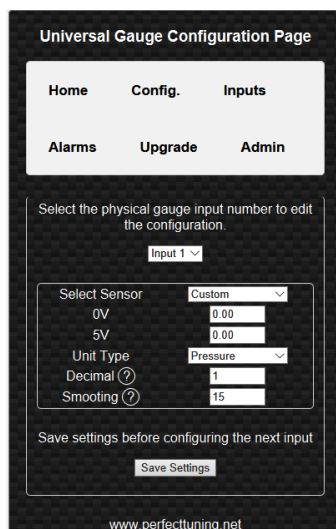 Universal Gauge Configuration Page
Home Config. Inputs
Alarms Upgrade Admin
Select the physical gauge input number to edit
the configuration.
Input 1
Select Sensor Custom
0V 0.00
5V 0.00
Unit Type Pressure
Decimal ? 1
Smooting ? 15
Save settings before configuring the next input
Save Settings
www.perfecttuning.net